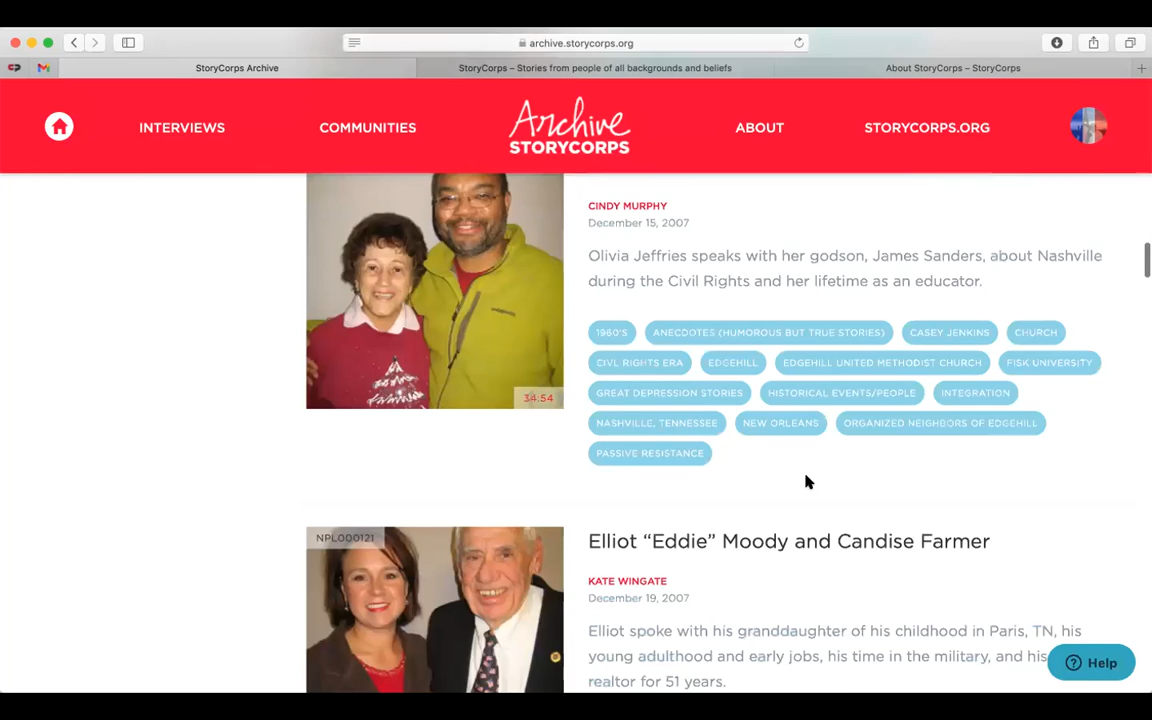 archive.storycorps.org
StoryCorps Archive
StoryCorps – Stories from people of all backgrounds and beliefs
About StoryCorps – StoryCorps
INTERVIEWS
COMMUNITIES
Archive
STORYCORPS
ABOUT
STORYCORPS.ORG
CINDY MURPHY
December 15, 2007
Olivia Jeffries speaks with her godson, James Sanders, about Nashville
during the Civil Rights and her lifetime as an educator.
1960'S
ANECDOTES (HUMOROUS BUT TRUE STORIES)
CASEY JENKINS
CHURCH
CIVL RIGHTS ERA
EDGEHILL
EDGEHILL UNITED METHODIST CHURCH
FISK UNIVERSITY
34:54
GREAT DEPRESSION STORIES
HISTORICAL EVENTS/PEOPLE
INTEGRATION
NASHVILLE, TENNESSEE
NEW ORLEANS
ORGANIZED NEIGHBORS OF EDGEHILL
PASSIVE RESISTANCE
NPL000121
Elliot “Eddie” Moody and Candise Farmer
KATE WINGATE
December 19, 2007
Elliot spoke with his granddaughter of his childhood in Paris, TN, his
young adulthood and early jobs, his time in the military, and his
realtor for 51 years.
Help